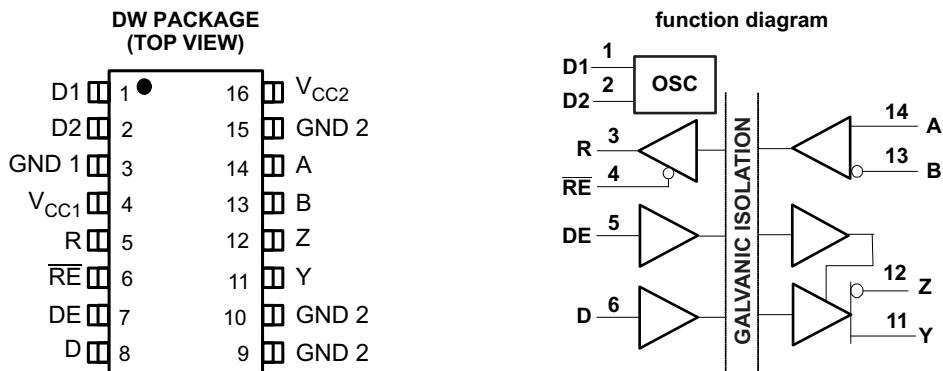 DW PACKAGE
(TOP VIEW)
D1 1 16 VCC2
D2 2 15 GND 2
GND 1 3 14 A
VCC1 4 13 B
R 5 12 Z
RE 6 11 Y
DE 7 10 GND 2
D 8 9 GND 2
function diagram
D1 1
D2 2
OSC
R 3
RE 4
DE 5
D 6
GALVANIC ISOLATION
14 A
13 B
12 Z
11 Y